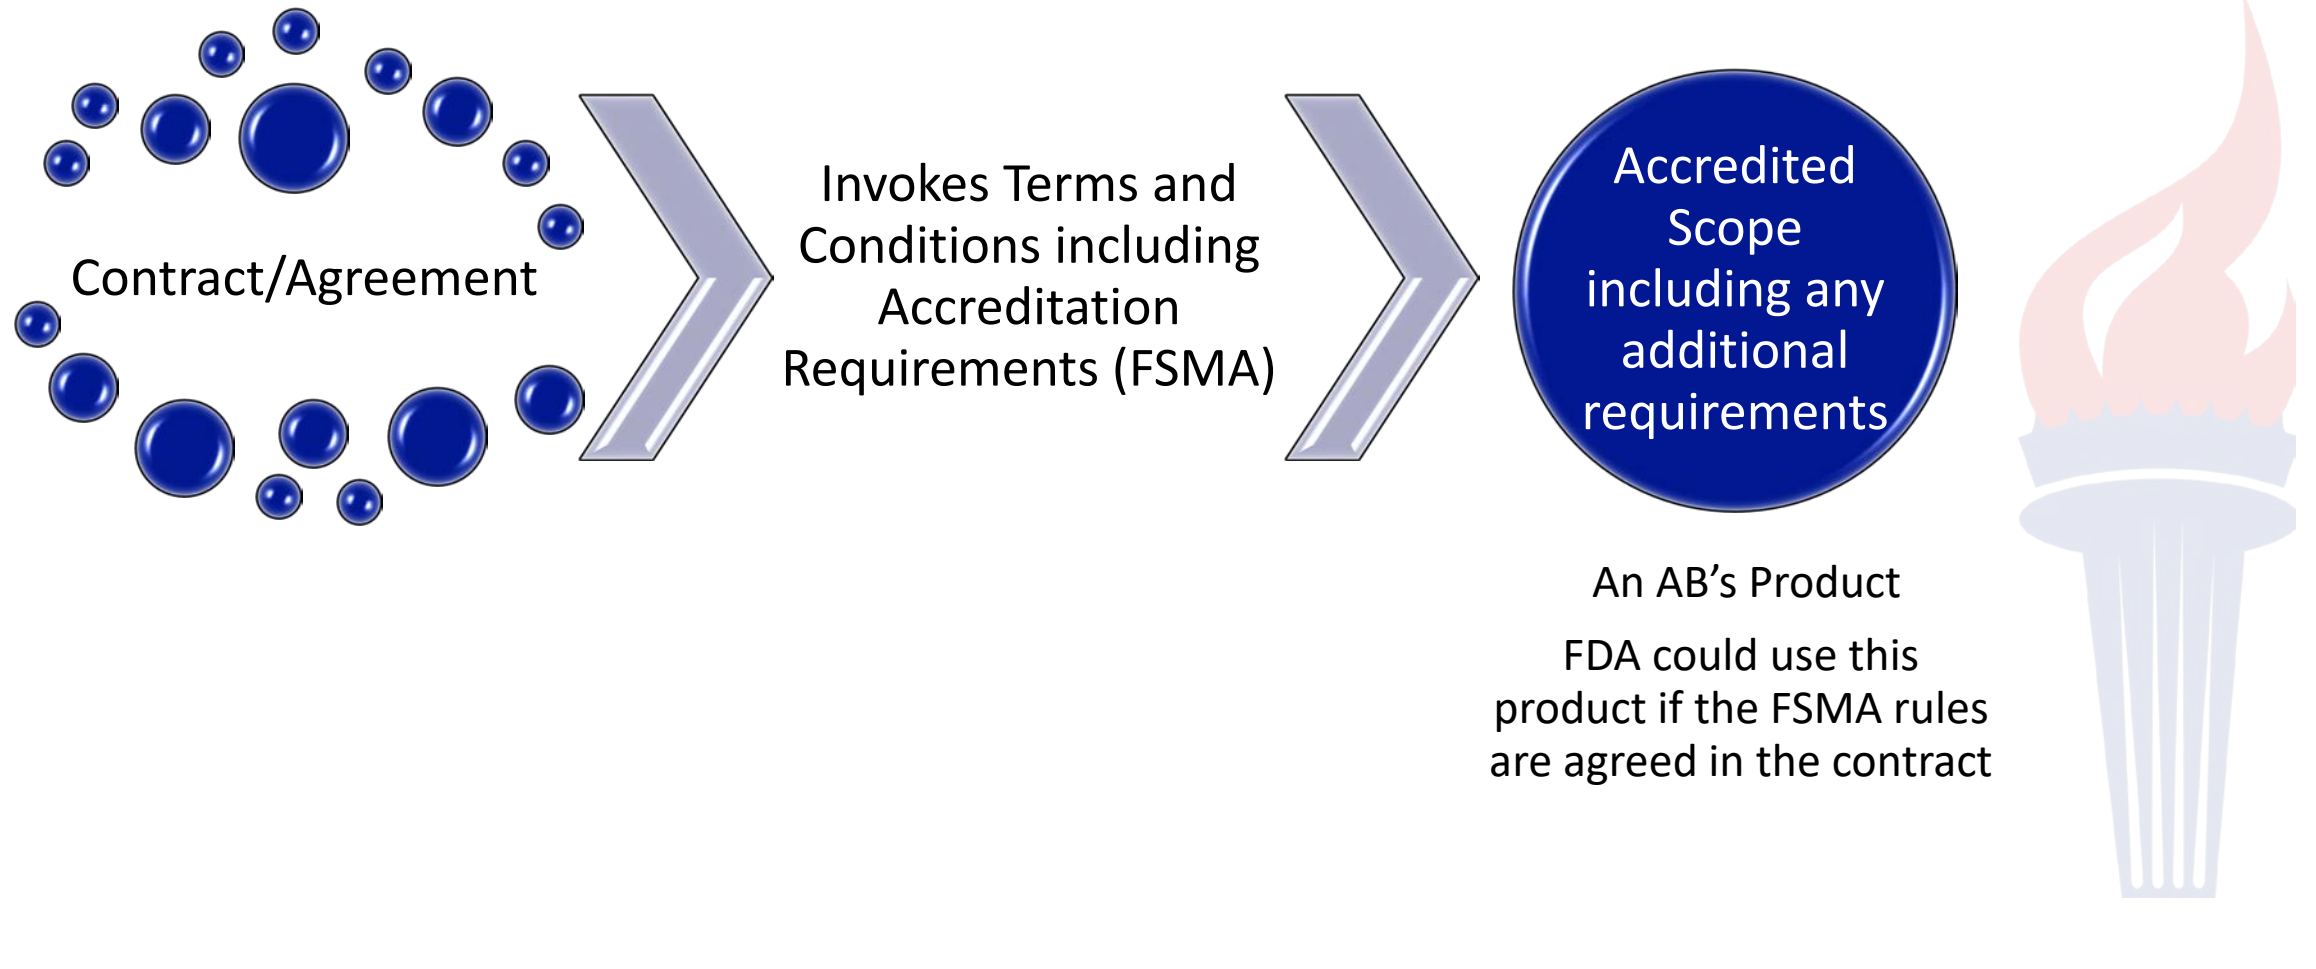 Contract/Agreement
Invokes Terms and
Conditions including
Accreditation
Requirements (FSMA)
Accredited
Scope
including any
additional
requirements
An AB’s Product
FDA could use this
product if the FSMA rules
are agreed in the contract